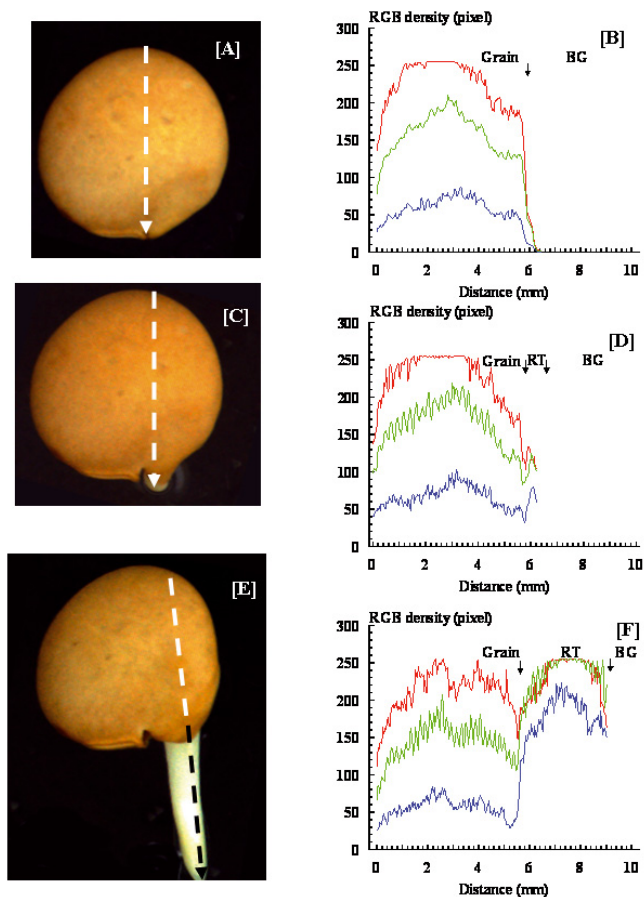 [A]
RGB density (pixel)
[B]
Grain BG
300
250
200
150
100
50
0
0 2 4 6 8 10
Distance (mm)
[C]
RGB density (pixel)
[D]
Grain RT BG
300
250
200
150
100
50
0
0 2 4 6 8 10
Distance (mm)
[E]
RGB density (pixel)
[F]
Grain RT BG
300
250
200
150
100
50
0
0 2 4 6 8 10
Distance (mm)